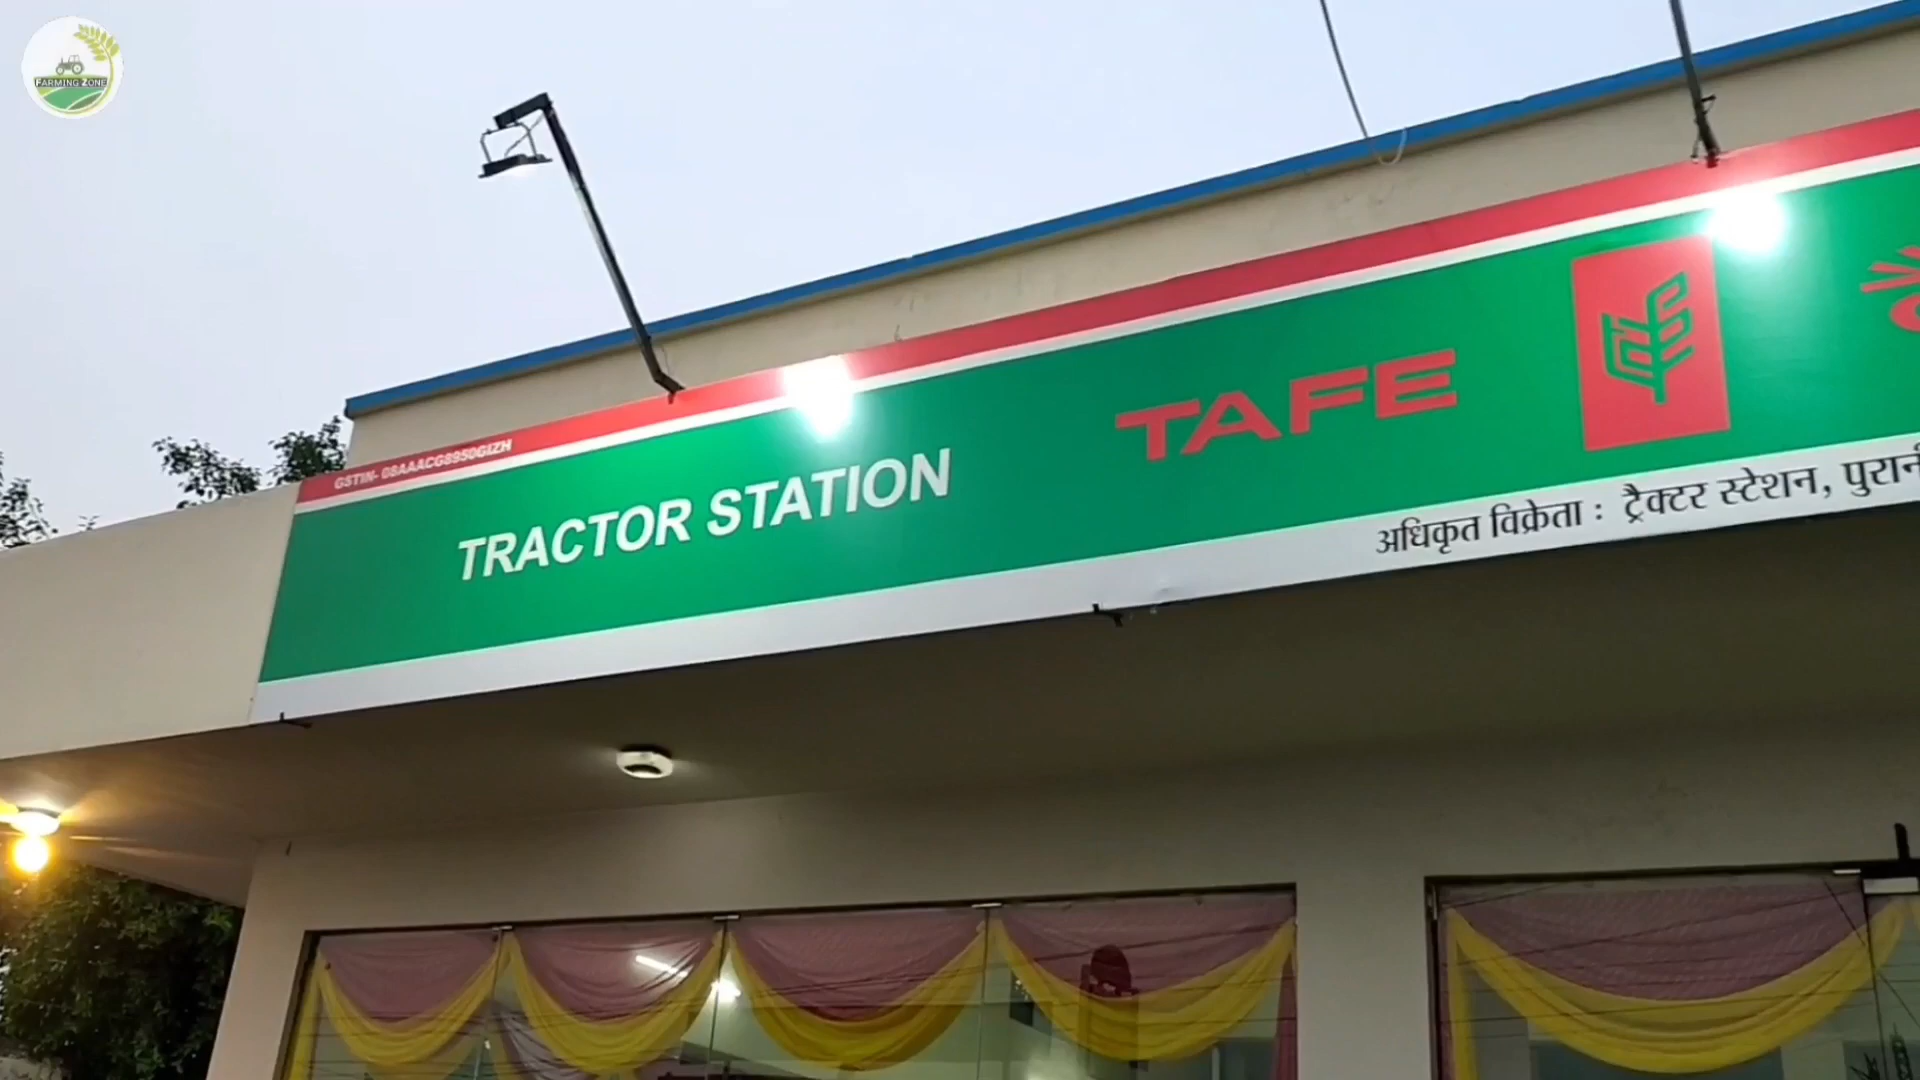 FARMING ZONE
GSTIN- 08AAACG8950G1ZH
TRACTOR STATION
TAFE
अधिकृत विक्रेता : ट्रैक्टर स्टेशन, पुरानी